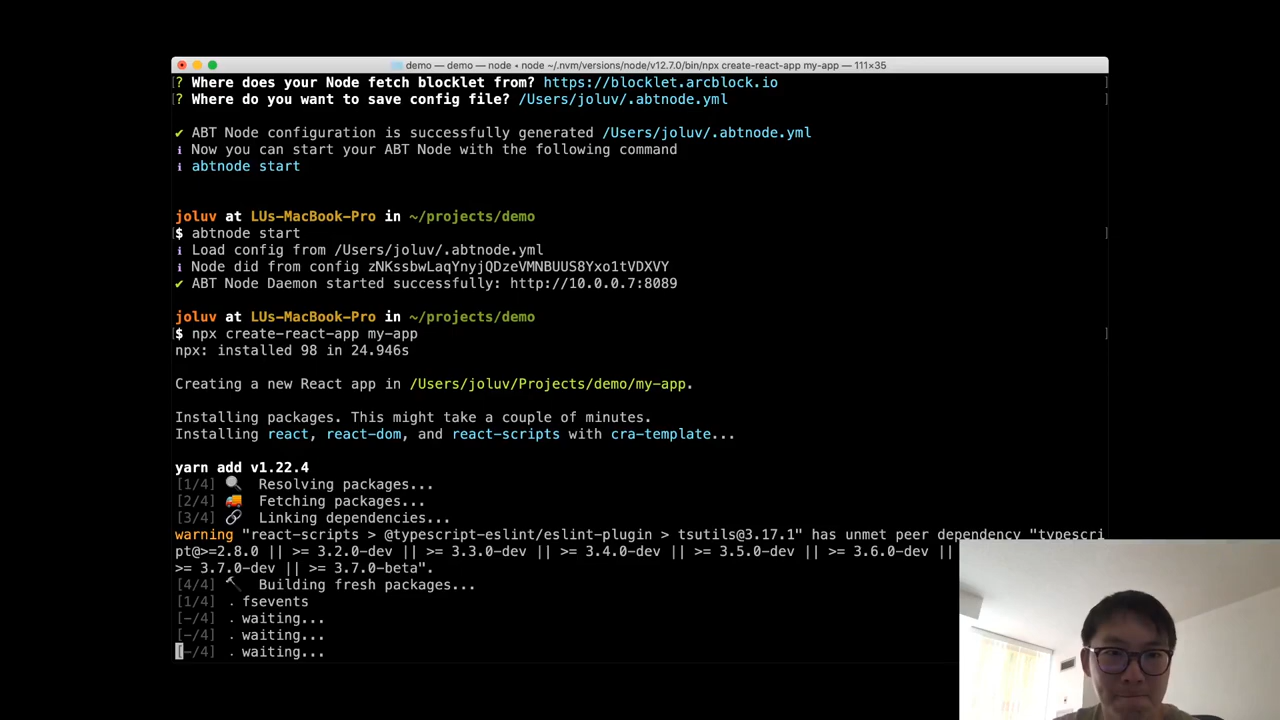 demo — demo — node ◂ node ~/.nvm/versions/node/v12.7.0/bin/npx create-react-app my-app — 111×35
? Where does your Node fetch blocklet from? https://blocklet.arcblock.io
? Where do you want to save config file? /Users/joluv/.abtnode.yml
✔ ABT Node configuration is successfully generated /Users/joluv/.abtnode.yml
ℹ Now you can start your ABT Node with the following command
ℹ abtnode start
joluv at LUs-MacBook-Pro in ~/projects/demo
$ abtnode start
ℹ Load config from /Users/joluv/.abtnode.yml
ℹ Node did from config zNKssbwLaqYnyjQDzeVMNBUUS8Yxo1tVDXVY
✔ ABT Node Daemon started successfully: http://10.0.0.7:8089
joluv at LUs-MacBook-Pro in ~/projects/demo
$ npx create-react-app my-app
npx: installed 98 in 24.946s
Creating a new React app in /Users/joluv/Projects/demo/my-app.
Installing packages. This might take a couple of minutes.
Installing react, react-dom, and react-scripts with cra-template...
yarn add v1.22.4
[1/4] 🔍 Resolving packages...
[2/4] 🚚 Fetching packages...
[3/4] 🔗 Linking dependencies...
warning "react-scripts > @typescript-eslint/eslint-plugin > tsutils@3.17.1" has unmet peer dependency "typescri
pt@>=2.8.0 || >= 3.2.0-dev || >= 3.3.0-dev || >= 3.4.0-dev || >= 3.5.0-dev || >= 3.6.0-dev ||
>= 3.7.0-dev || >= 3.7.0-beta".
[4/4] 🔨 Building fresh packages...
[1/4] . fsevents
[-/4] . waiting...
[-/4] . waiting...
[-/4] . waiting...